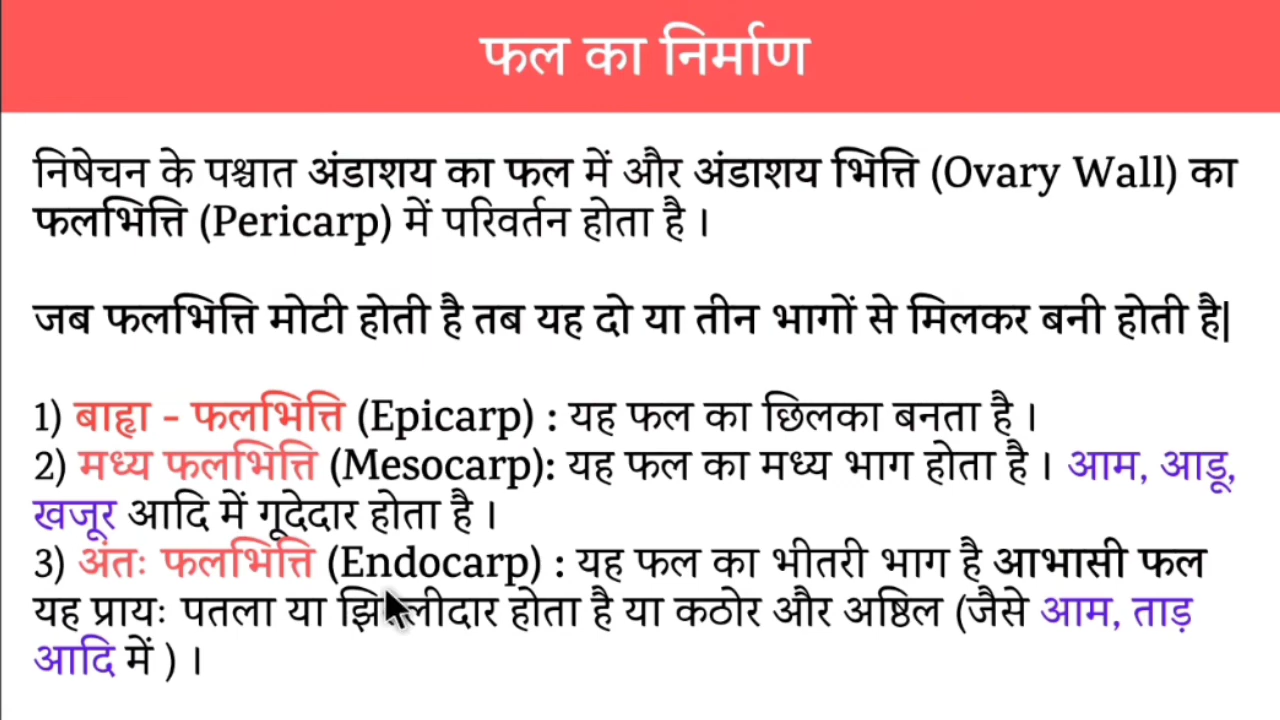 फल का निर्माण
निषेचन के पश्चात अंडाशय का फल में और अंडाशय भित्ति (Ovary Wall) का
फलभित्ति (Pericarp) में परिवर्तन होता है ।
जब फलभित्ति मोटी होती है तब यह दो या तीन भागों से मिलकर बनी होती है|
1) बाहृा - फलभित्ति (Epicarp) : यह फल का छिलका बनता है ।
2) मध्य फलभित्ति (Mesocarp): यह फल का मध्य भाग होता है । आम, आडू,
खजूर आदि में गूदेदार होता है ।
3) अंतः फलभित्ति (Endocarp) : यह फल का भीतरी भाग है आभासी फल
यह प्रायः पतला या झिल्लीदार होता है या कठोर और अष्ठिल (जैसे आम, ताड़
आदि में ) ।